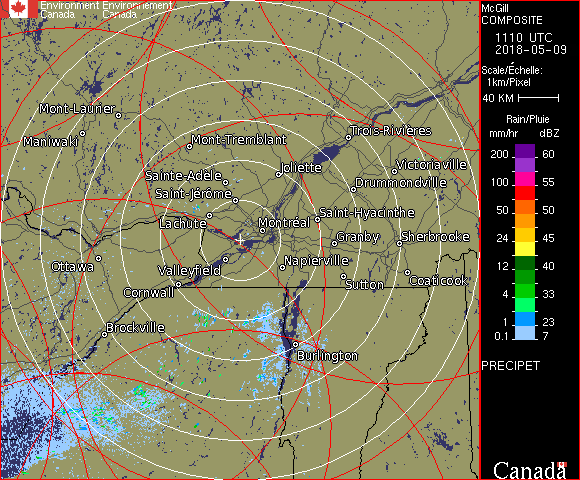 Environment Environnement
Canada Canada
McGill
COMPOSITE
1110 UTC
2018-05-09
Scale/Échelle:
1km/Pixel
40 KM
Rain/Pluie
mm/hr dBZ
200 60
100 55
50 50
24 45
12 40
4 33
1 23
0.1 7
PRECIPET
Canada
Mont-Laurier
Maniwaki
Mont-Tremblant
Trois-Rivières
Joliette
Victoriaville
Sainte-Adèle
Drummondville
Saint-Jérôme
Lachute
Saint-Hyacinthe
Montréal
Granby
Sherbrooke
Ottawa
Valleyfield
Napierville
Cornwall
Sutton
Coaticook
Brockville
Burlington